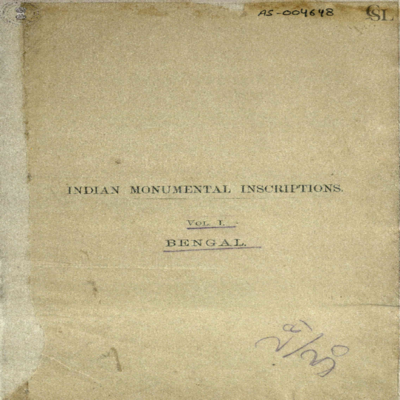 AS-004648
SL
INDIAN MONUMENTAL INSCRIPTIONS.
VOL. I.
BENGAL.